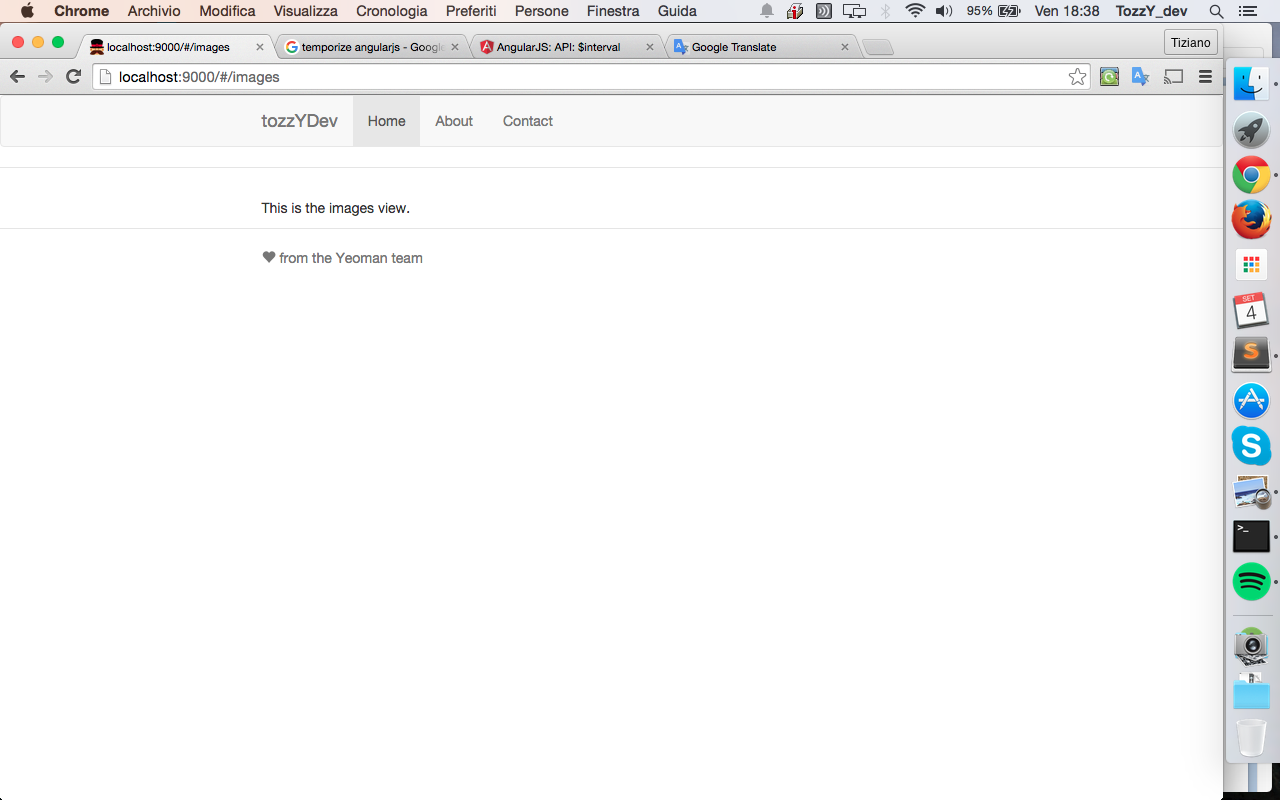 Chrome Archivio Modifica Visualizza Cronologia Preferiti Persone Finestra Guida 95% Ven 18:38 TozzY_dev
localhost:9000/#/images temporize angularjs - Googl AngularJS: API: $interval Google Translate Tiziano
localhost:9000/#/images
tozzYDev Home About Contact
This is the images view.
from the Yeoman team
SET
4